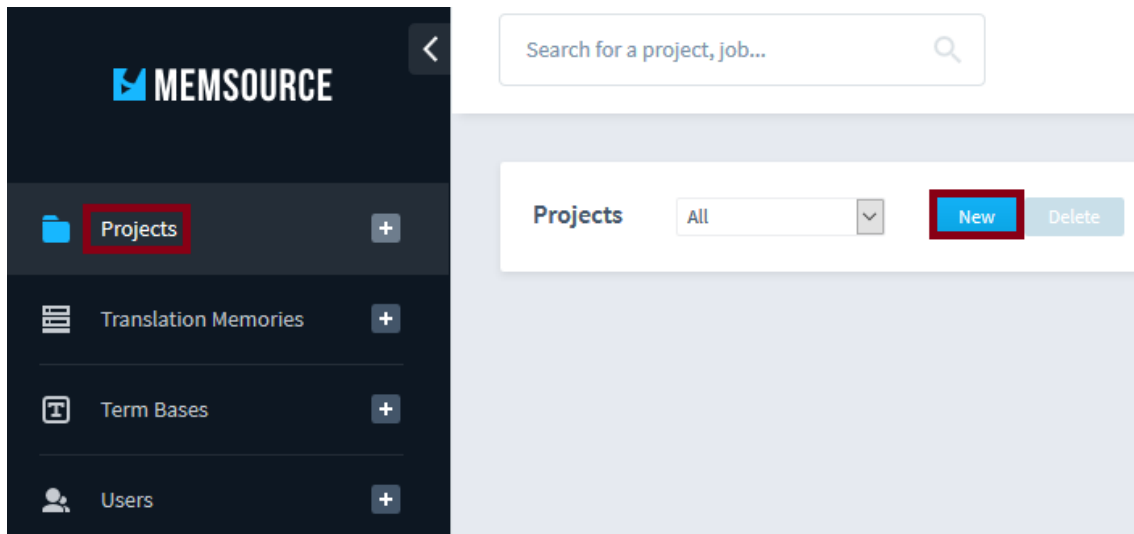 MEMSOURCE
Projects
Translation Memories
Term Bases
Users
Search for a project, job...
Projects All New Delete